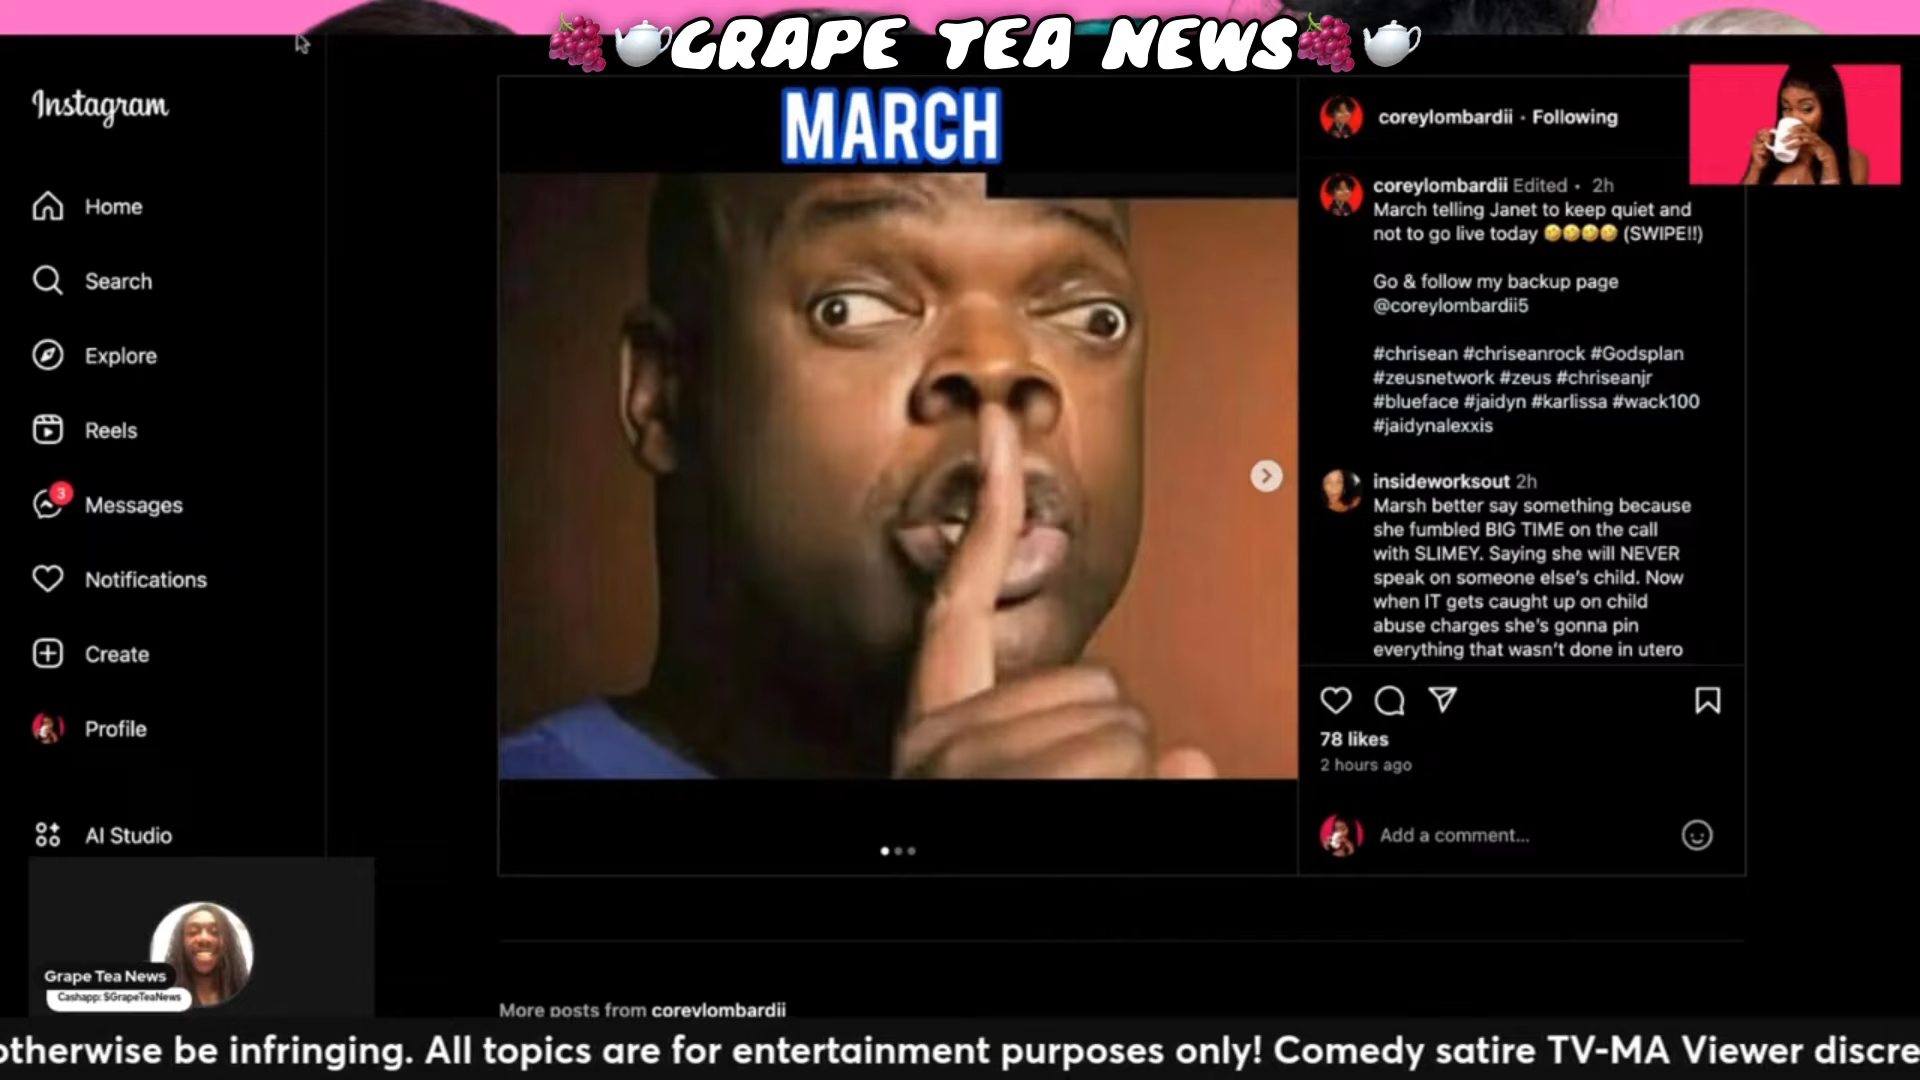 GRAPE TEA NEWS
Instagram
Home
Search
Explore
Reels
3
Messages
Notifications
Create
Profile
AI Studio
MARCH
coreylombardii • Following
coreylombardii Edited • 2h
March telling Janet to keep quiet and
not to go live today 🤣🤣🤣🤣 (SWIPE!!)
Go & follow my backup page
@coreylombardii5
#chrisean #chriseanrock #Godsplan
#zeusnetwork #zeus #chriseanjr
#blueface #jaidyn #karlissa #wack100
#jaidynalexxis
insideworksout 2h
Marsh better say something because
she fumbled BIG TIME on the call
with SLIMEY. Saying she will NEVER
speak on someone else's child. Now
when IT gets caught up on child
abuse charges she's gonna pin
everything that wasn't done in utero
78 likes
2 hours ago
Add a comment...
More posts from coreylombardii
Grape Tea News
Cashapp: $GrapeTeaNews
otherwise be infringing. All topics are for entertainment purposes only! Comedy satire TV-MA Viewer discre